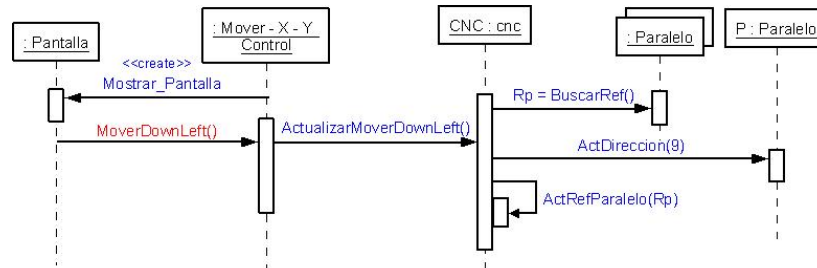 : Pantalla
: Mover - X - Y
Control
CNC : cnc
: Paralelo
P : Paralelo
<<create>>
Mostrar_Pantalla
Rp = BuscarRef()
MoverDownLeft()
ActualizarMoverDownLeft()
ActDireccion(9)
ActRefParalelo(Rp)